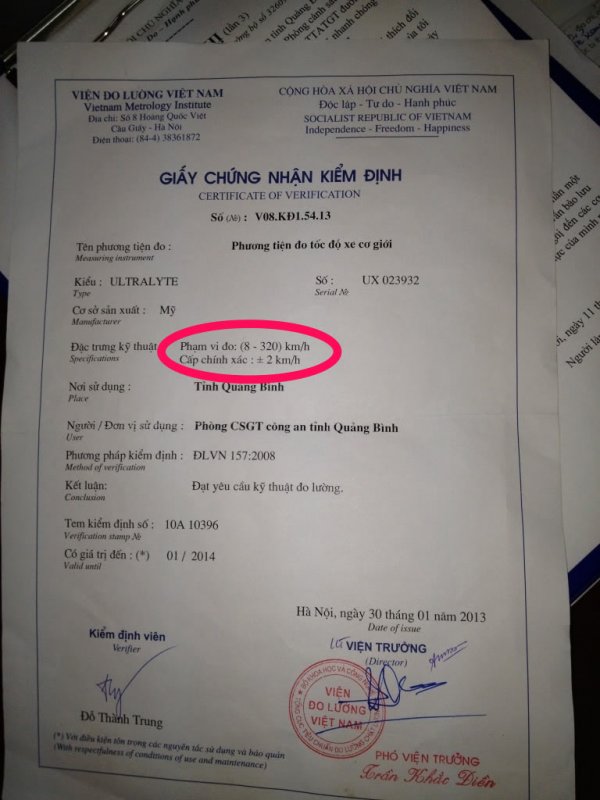 HỘI CHỦ NGHĨA
(lần 3)
VIỆN ĐO LƯỜNG VIỆT NAM
Vietnam Metrology Institute
Địa chỉ: Số 8 Hoàng Quốc Việt
Cầu Giấy - Hà Nội
Điện thoại: (84-4) 38361872
CỘNG HÒA XÃ HỘI CHỦ NGHĨA VIỆT NAM
Độc lập - Tự do - Hạnh phúc
SOCIALIST REPUBLIC OF VIETNAM
Independence - Freedom - Happiness
GIẤY CHỨNG NHẬN KIỂM ĐỊNH
CERTIFICATE OF VERIFICATION
Số (№) : V08.KĐ1.54.13
Tên phương tiện đo : Phương tiện đo tốc độ xe cơ giới
Measuring instrument
Kiểu : ULTRALYTE Số : UX 023932
Type Serial №
Cơ sở sản xuất : Mỹ
Manufacturer
Đặc trưng kỹ thuật Phạm vi đo: (8 - 320) km/h
Specifications Cấp chính xác : ± 2 km/h
Nơi sử dụng : Tỉnh Quảng Bình
Place
Người / Đơn vị sử dụng : Phòng CSGT công an tỉnh Quảng Bình
User
Phương pháp kiểm định : ĐLVN 157:2008
Method of verification
Kết luận: Đạt yêu cầu kỹ thuật đo lường.
Conclusion
Tem kiểm định số : 10A 10396
Verification stamp №
Có giá trị đến : (*) 01 / 2014
Valid until
Hà Nội, ngày 30 tháng 01 năm 2013
Date of issue
Kiểm định viên
Verifier
VIỆN TRƯỞNG
(Director)
VIỆN
ĐO LƯỜNG
VIỆT NAM
Đỗ Thành Trung
(*) Với điều kiện tôn trọng các nguyên tắc sử dụng và bảo quản
(With respectfulness of conditions of use and maintenance)
PHÓ VIỆN TRƯỞNG
Trần Khắc Điền